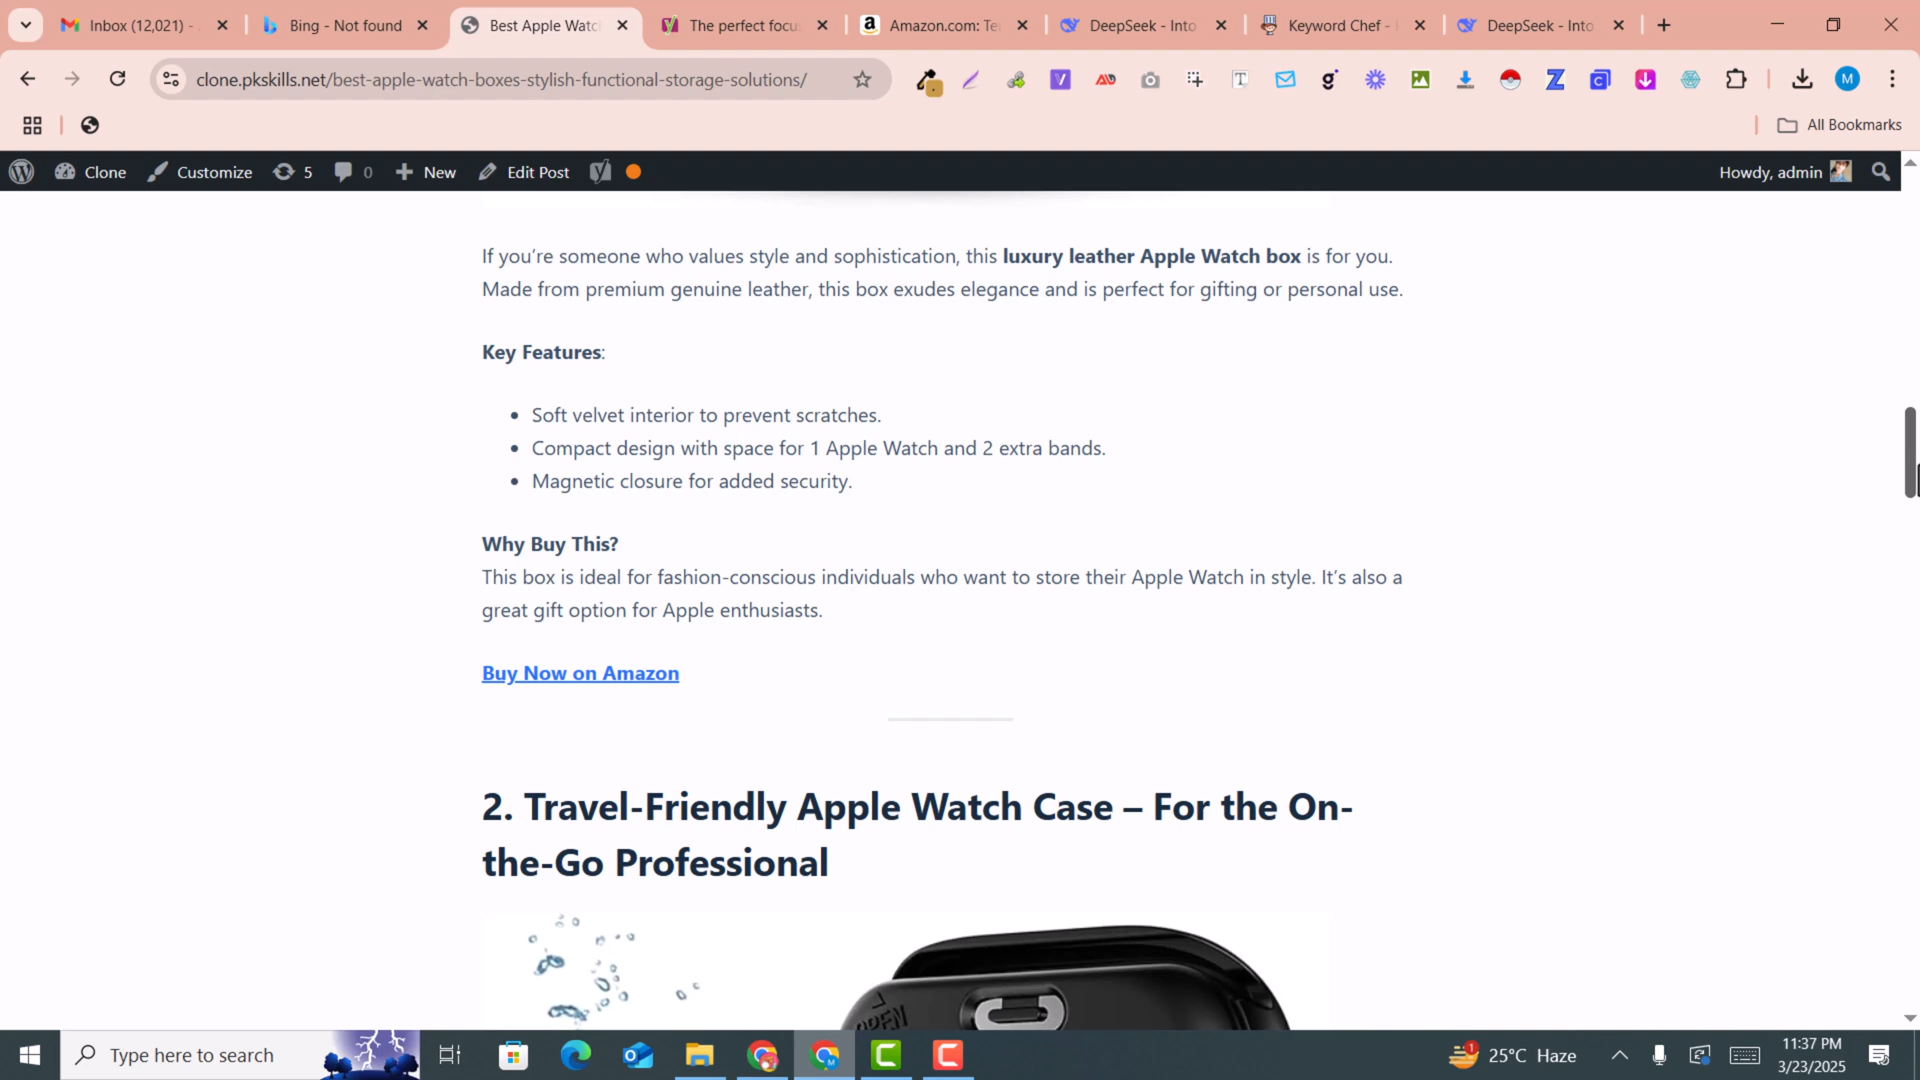 Inbox (12,021) -
Bing - Not found
Best Apple Watc
The perfect focu
Amazon.com: Te
DeepSeek - Into
Keyword Chef -
DeepSeek - Into
clone.pkskills.net/best-apple-watch-boxes-stylish-functional-storage-solutions/
All Bookmarks
Clone
Customize
5
0
New
Edit Post
Howdy, admin
If you’re someone who values style and sophistication, this luxury leather Apple Watch box is for you.
Made from premium genuine leather, this box exudes elegance and is perfect for gifting or personal use.
Key Features:
• Soft velvet interior to prevent scratches.
• Compact design with space for 1 Apple Watch and 2 extra bands.
• Magnetic closure for added security.
Why Buy This?
This box is ideal for fashion-conscious individuals who want to store their Apple Watch in style. It’s also a
great gift option for Apple enthusiasts.
Buy Now on Amazon
2. Travel-Friendly Apple Watch Case – For the On-
the-Go Professional
OPEN
Type here to search
25°C Haze
11:37 PM
3/23/2025